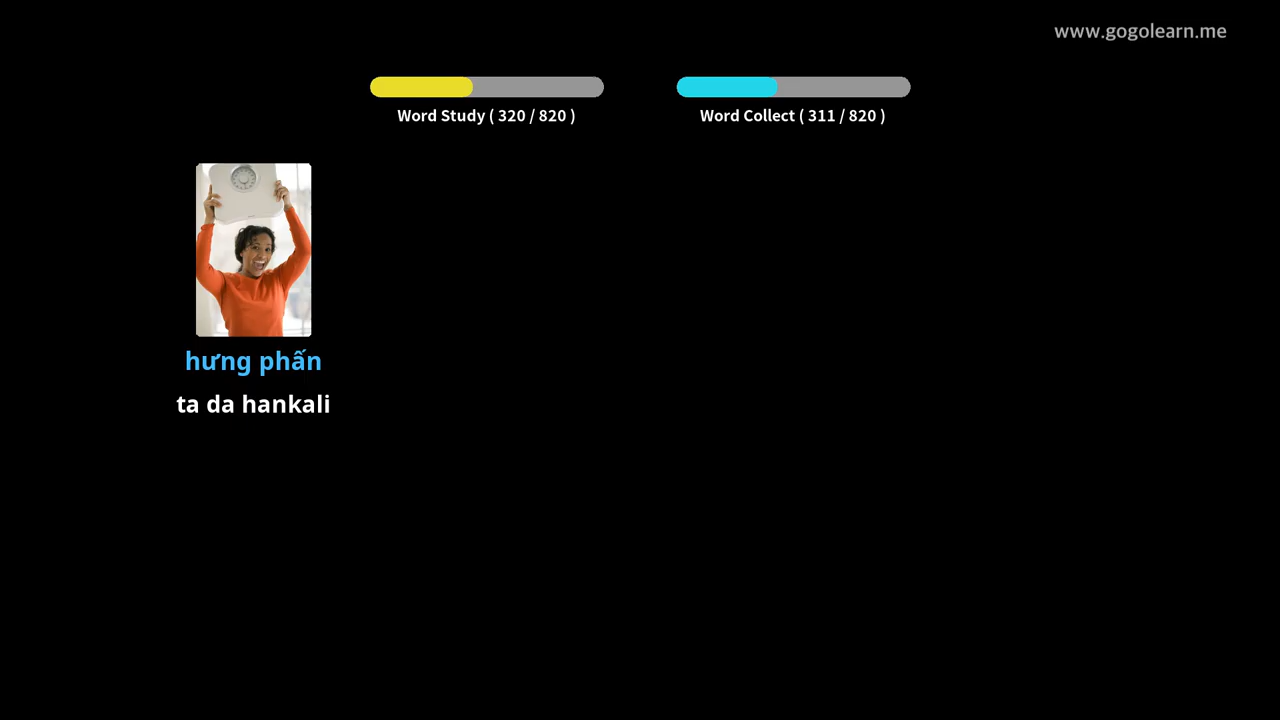 www.gogolearn.me
Word Study ( 320 / 820 )
Word Collect ( 311 / 820 )
hưng phấn
ta da hankali